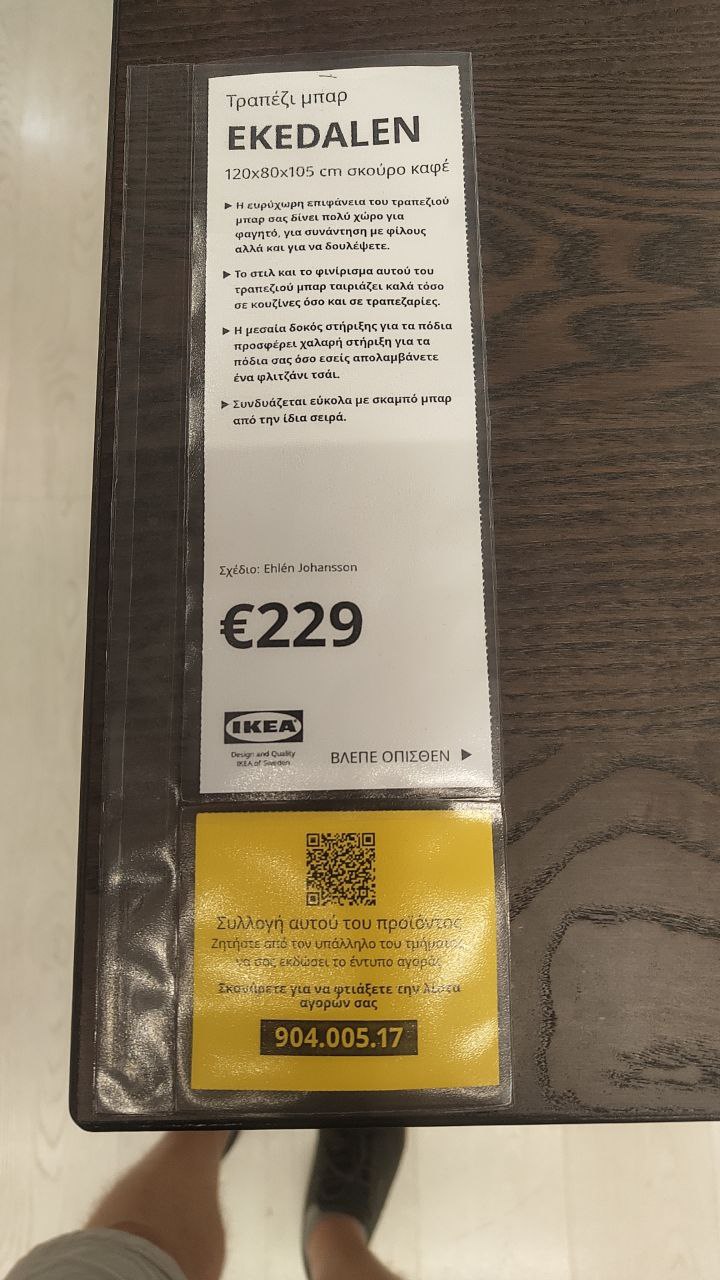 Τραπέζι μπαρ
EKEDALEN
120x80x105 cm σκούρο καφέ
▶ Η ευρύχωρη επιφάνεια του τραπεζιού
μπαρ σας δίνει πολύ χώρο για
φαγητό, για συνάντηση με φίλους
αλλά και για να δουλέψετε.
▶ Το στιλ και το φινίρισμα αυτού του
τραπεζιού μπαρ ταιριάζει καλά τόσο
σε κουζίνες όσο και σε τραπεζαρίες.
▶ Η μεσαία δοκός στήριξης για τα πόδια
προσφέρει χαλαρή στήριξη για τα
πόδια σας όσο εσείς απολαμβάνετε
ένα φλιτζάνι τσάι.
▶ Συνδυάζεται εύκολα με σκαμπό μπαρ
από την ίδια σειρά.
Σχέδιο: Ehlén Johansson
€229
IKEA
Design and Quality
IKEA of Sweden
ΒΛΕΠΕ ΟΠΙΣΘΕΝ ▶
Συλλογή αυτού του προϊόντος
Ζητήστε από τον υπάλληλο του τμήματος
να σας εκδώσει το έντυπο αγοράς
Σκανάρετε για να φτιάξετε την λίστα
αγορών σας
904.005.17